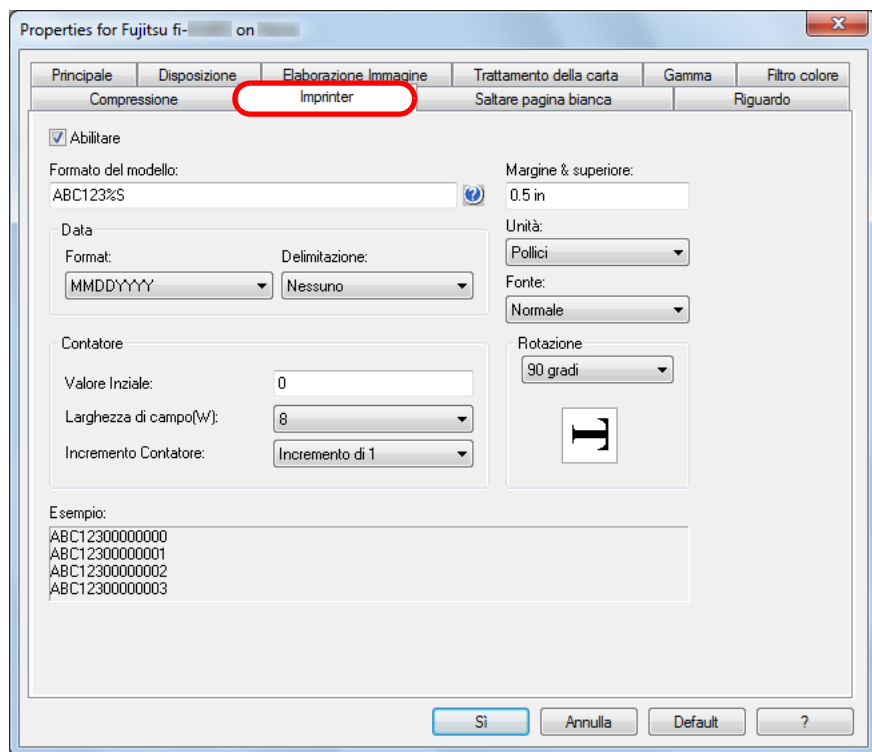 Properties for Fujitsu fi- on
Principale Disposizione Elaborazione Immagine Trattamento della carta Gamma Filtro colore
Compressione Imprinter Saltare pagina bianca Riguardo
Abilitare
Formato del modello:
ABC123%S
Margine & superiore:
0.5 in
Data
Format:
MMDDYYYY
Delimitazione:
Nessuno
Unità:
Pollici
Fonte:
Normale
Contatore
Valore Inziale:
0
Larghezza di campo(W):
8
Incremento Contatore:
Incremento di 1
Rotazione
90 gradi
T
Esempio:
ABC12300000000
ABC12300000001
ABC12300000002
ABC12300000003
Sì Annulla Default ?